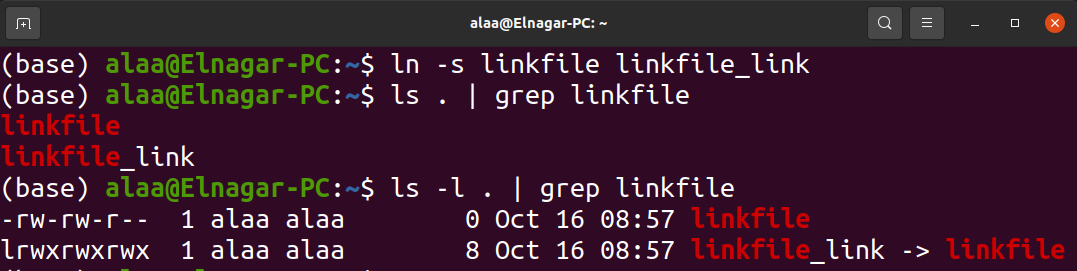 alaa@Elnagar-PC: ~
(base) alaa@Elnagar-PC:~$ ln -s linkfile linkfile_link
(base) alaa@Elnagar-PC:~$ ls . | grep linkfile
linkfile
linkfile_link
(base) alaa@Elnagar-PC:~$ ls -l . | grep linkfile
-rw-rw-r--  1 alaa alaa        0 Oct 16 08:57 linkfile
lrwxrwxrwx  1 alaa alaa        8 Oct 16 08:57 linkfile_link -> linkfile